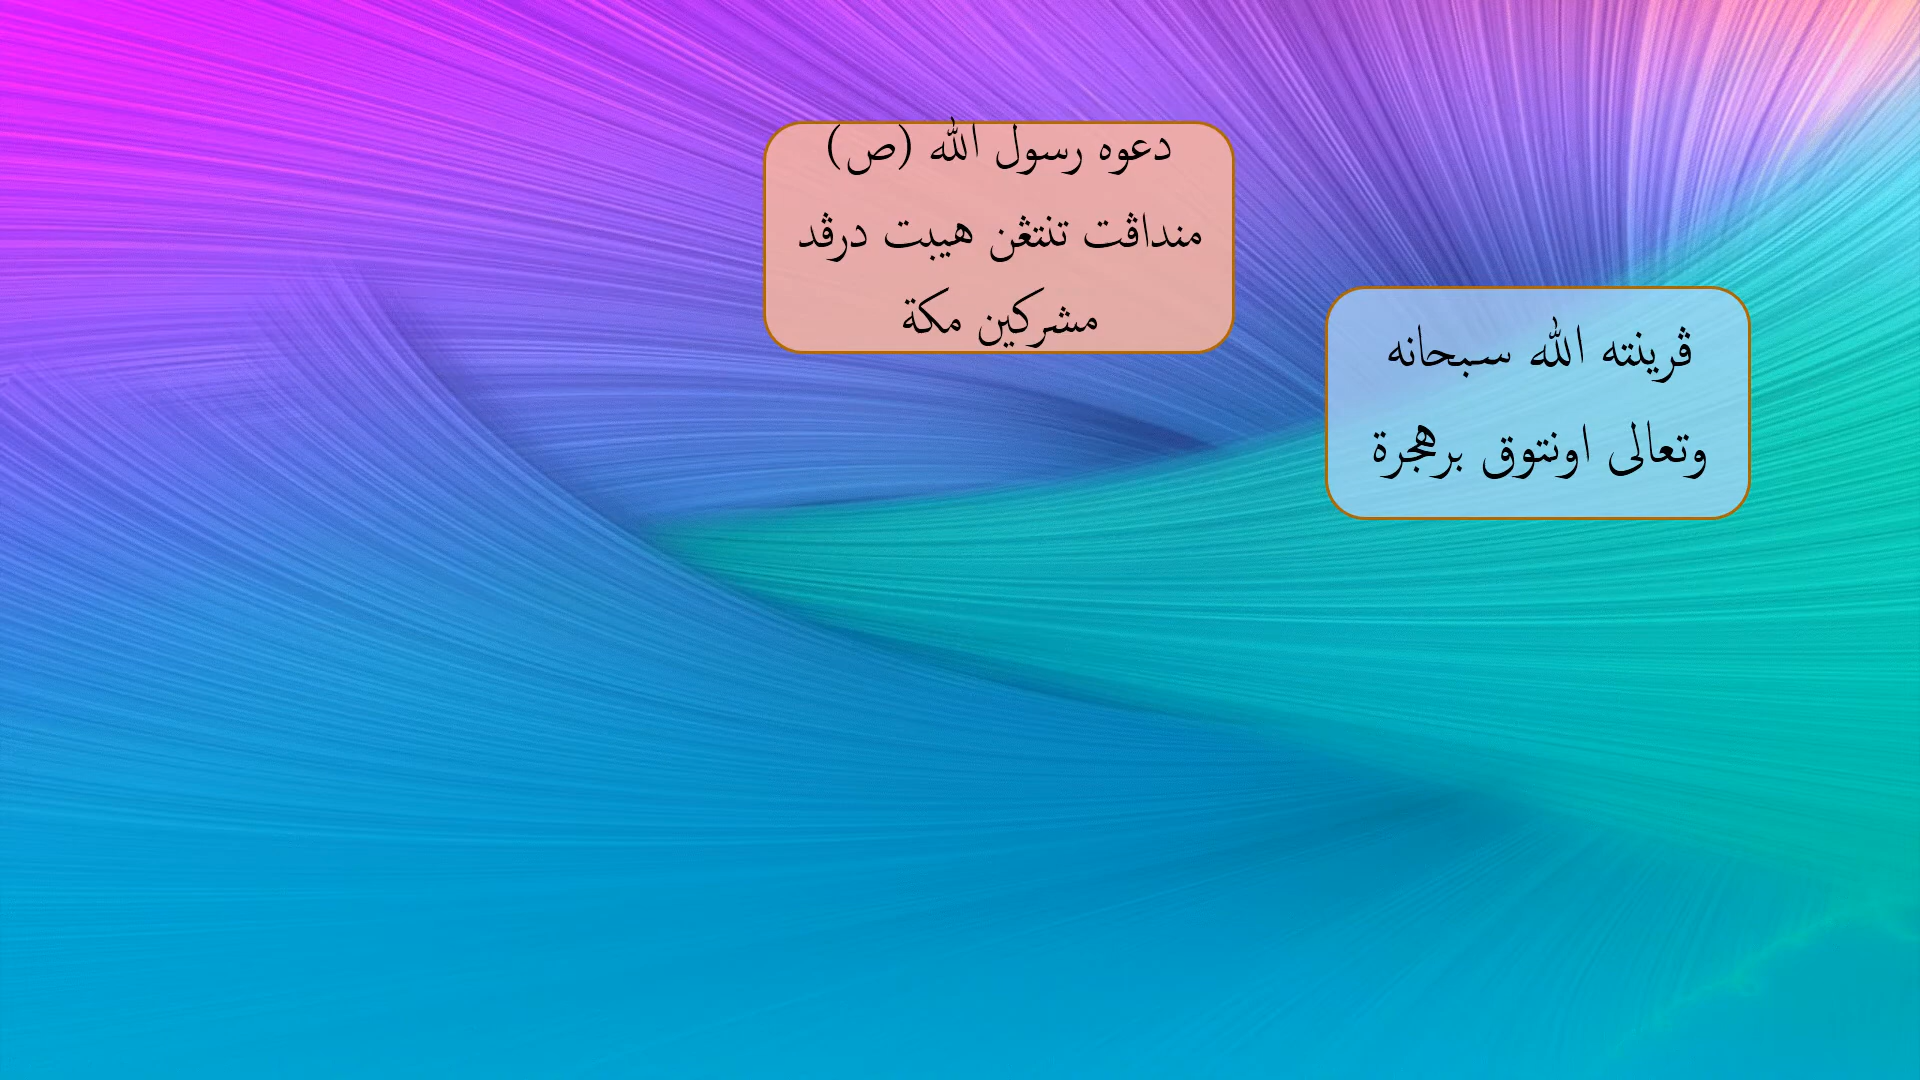 دعوه رسول الله (ص)
منداڤت تنتڠن هيبت درڤد
مشركين مكة
ڤرينته الله سبحانه
وتعالى اونتوق برهجرة